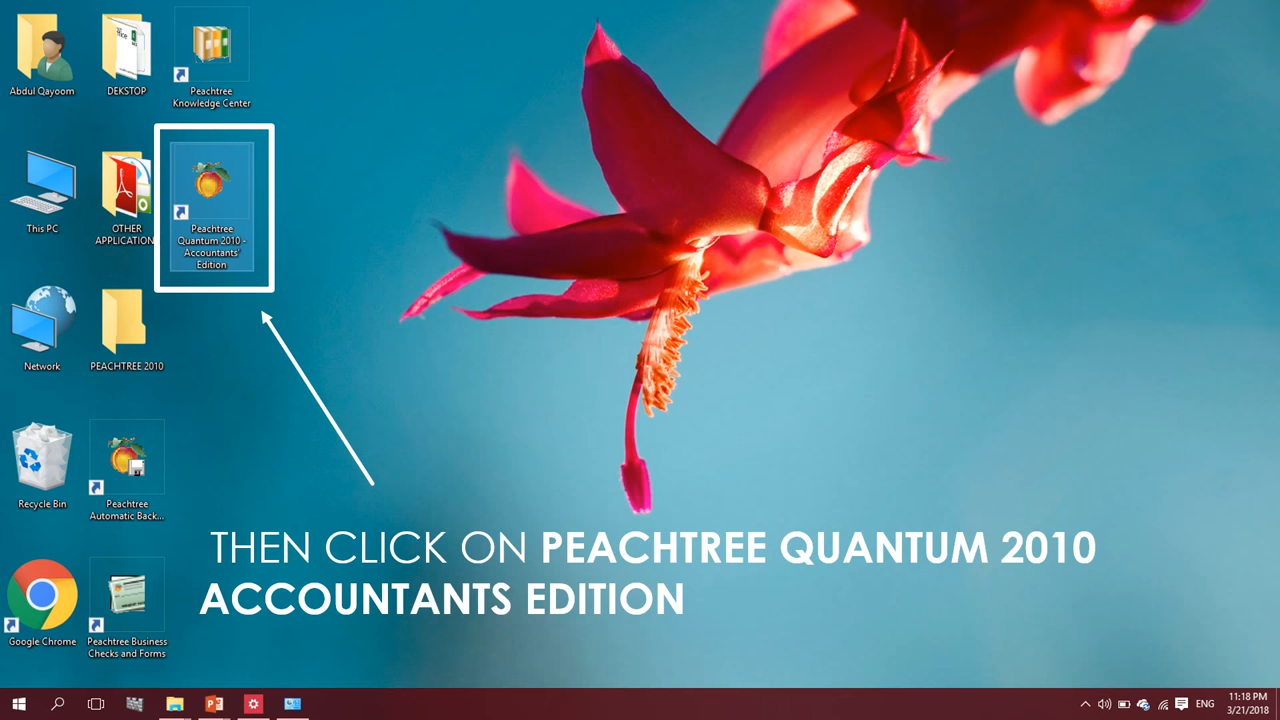 Abdul Qayoom
DEKSTOP
Peachtree
Knowledge Center
This PC
OTHER
APPLICATION
Peachtree
Quantum 2010 -
Accountants'
Edition
Network
PEACHTREE 2010
Recycle Bin
Peachtree
Automatic Back...
THEN CLICK ON PEACHTREE QUANTUM 2010
ACCOUNTANTS EDITION
Google Chrome
Peachtree Business
Checks and Forms
ENG
11:18 PM
3/21/2018